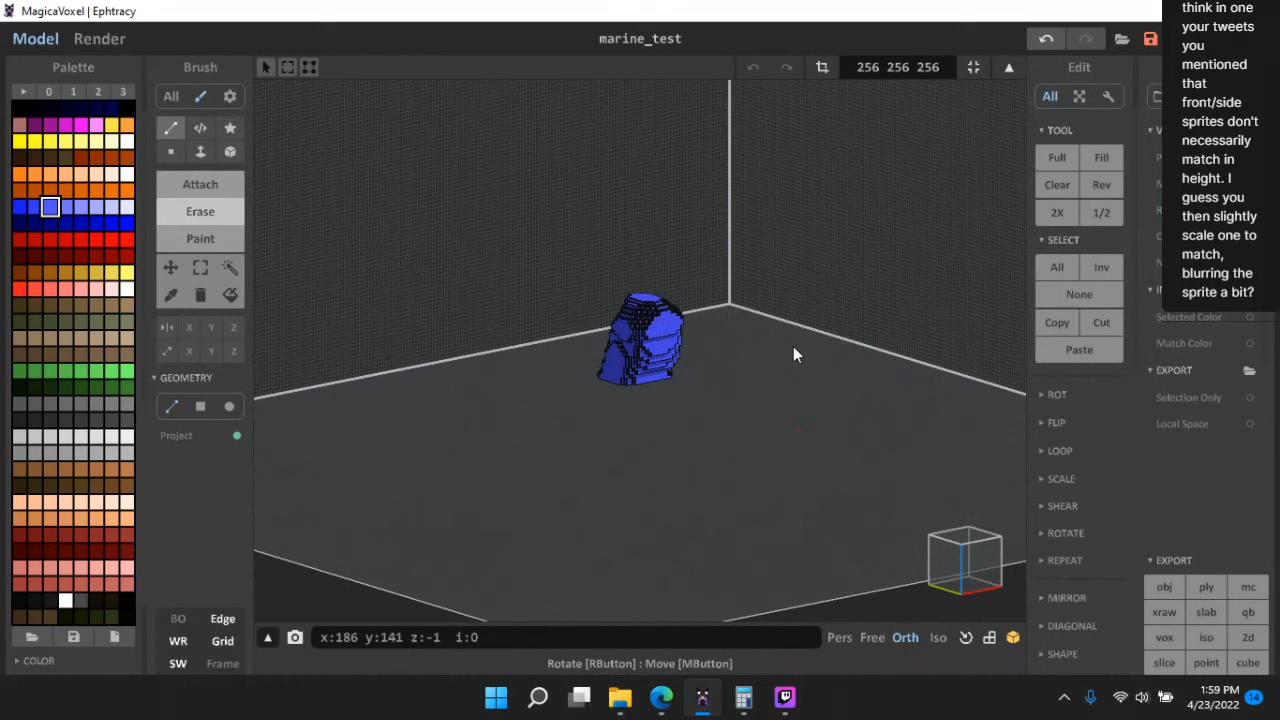 MagicaVoxel | Ephtracy
Model Render
marine_test
think in one
your tweets
you
mentioned
that
front/side
sprites don't
necessarily
match in
height. I
guess you
then slightly
scale one to
match,
blurring the
sprite a bit?
Palette
0 1 2 3
COLOR
Brush
All
Attach
Erase
Paint
X Y Z
X Y Z
GEOMETRY
Project
BO Edge
WR Grid
SW Frame
256 256 256
x:186 y:141 z:-1 i:0
Pers Free Orth Iso
Rotate [RButton] : Move [MButton]
Edit
All
TOOL
Full Fill
Clear Rev
2X 1/2
SELECT
All Inv
None
Copy Cut
Paste
ROT
FLIP
LOOP
SCALE
SHEAR
ROTATE
REPEAT
MIRROR
DIAGONAL
SHAPE
Selected Color
Match Color
EXPORT
Selection Only
Local Space
EXPORT
obj ply mc
xraw slab qb
vox iso 2d
slice point cube
1:59 PM
4/23/2022
14